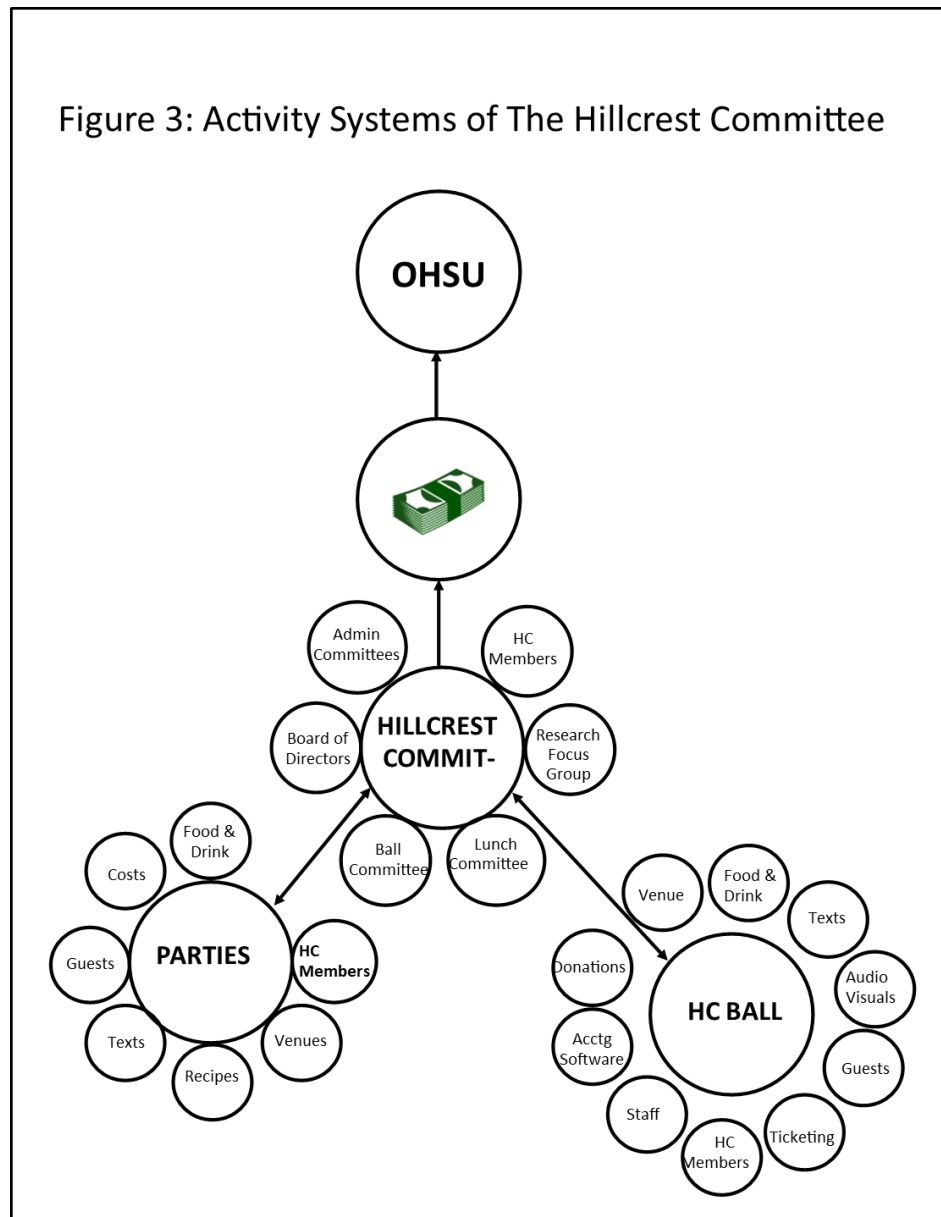 Figure 3: Activity Systems of The Hillcrest Committee
OHSU
Admin
Committees
HC
Members
HILLCREST
COMMIT-
Board of
Directors
Research
Focus
Group
Ball
Committee
Lunch
Committee
Food &
Drink
Costs
PARTIES
Guests
HC
Members
Texts
Venues
Recipes
Venue
Food &
Drink
Texts
Donations
HC BALL
Audio
Visuals
Acctg
Software
Guests
Staff
Ticketing
HC
Members